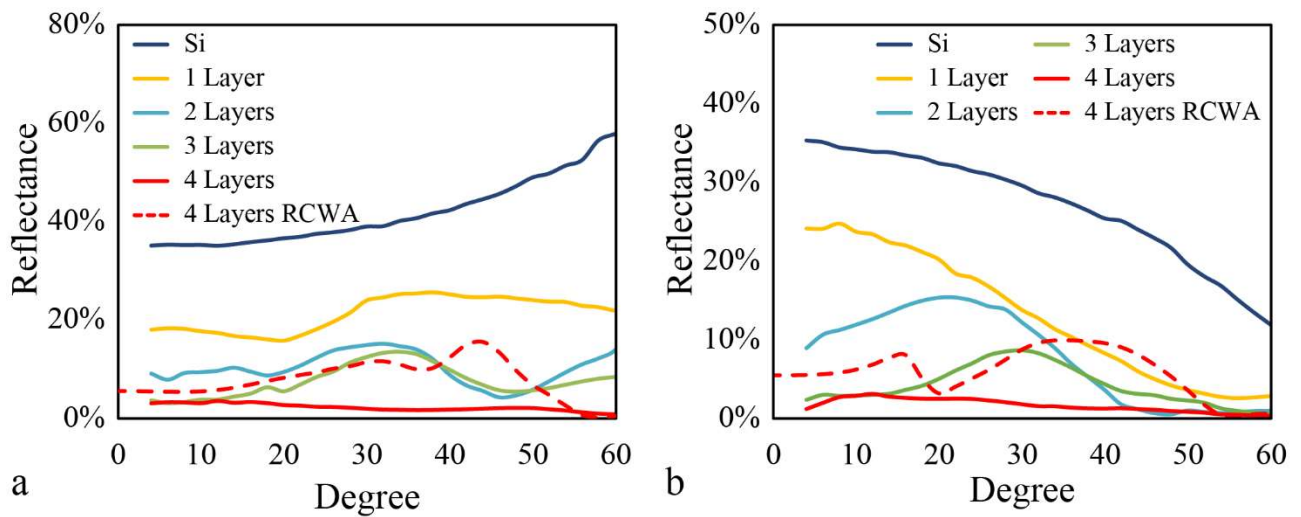 80%
60%
40%
20%
0%
Reflectance
Si
1 Layer
2 Layers
3 Layers
4 Layers
4 Layers RCWA
0 10 20 30 40 50 60
Degree
a
50%
40%
30%
20%
10%
0%
Reflectance
Si 3 Layers
1 Layer 4 Layers
2 Layers 4 Layers RCWA
0 10 20 30 40 50 60
Degree
b